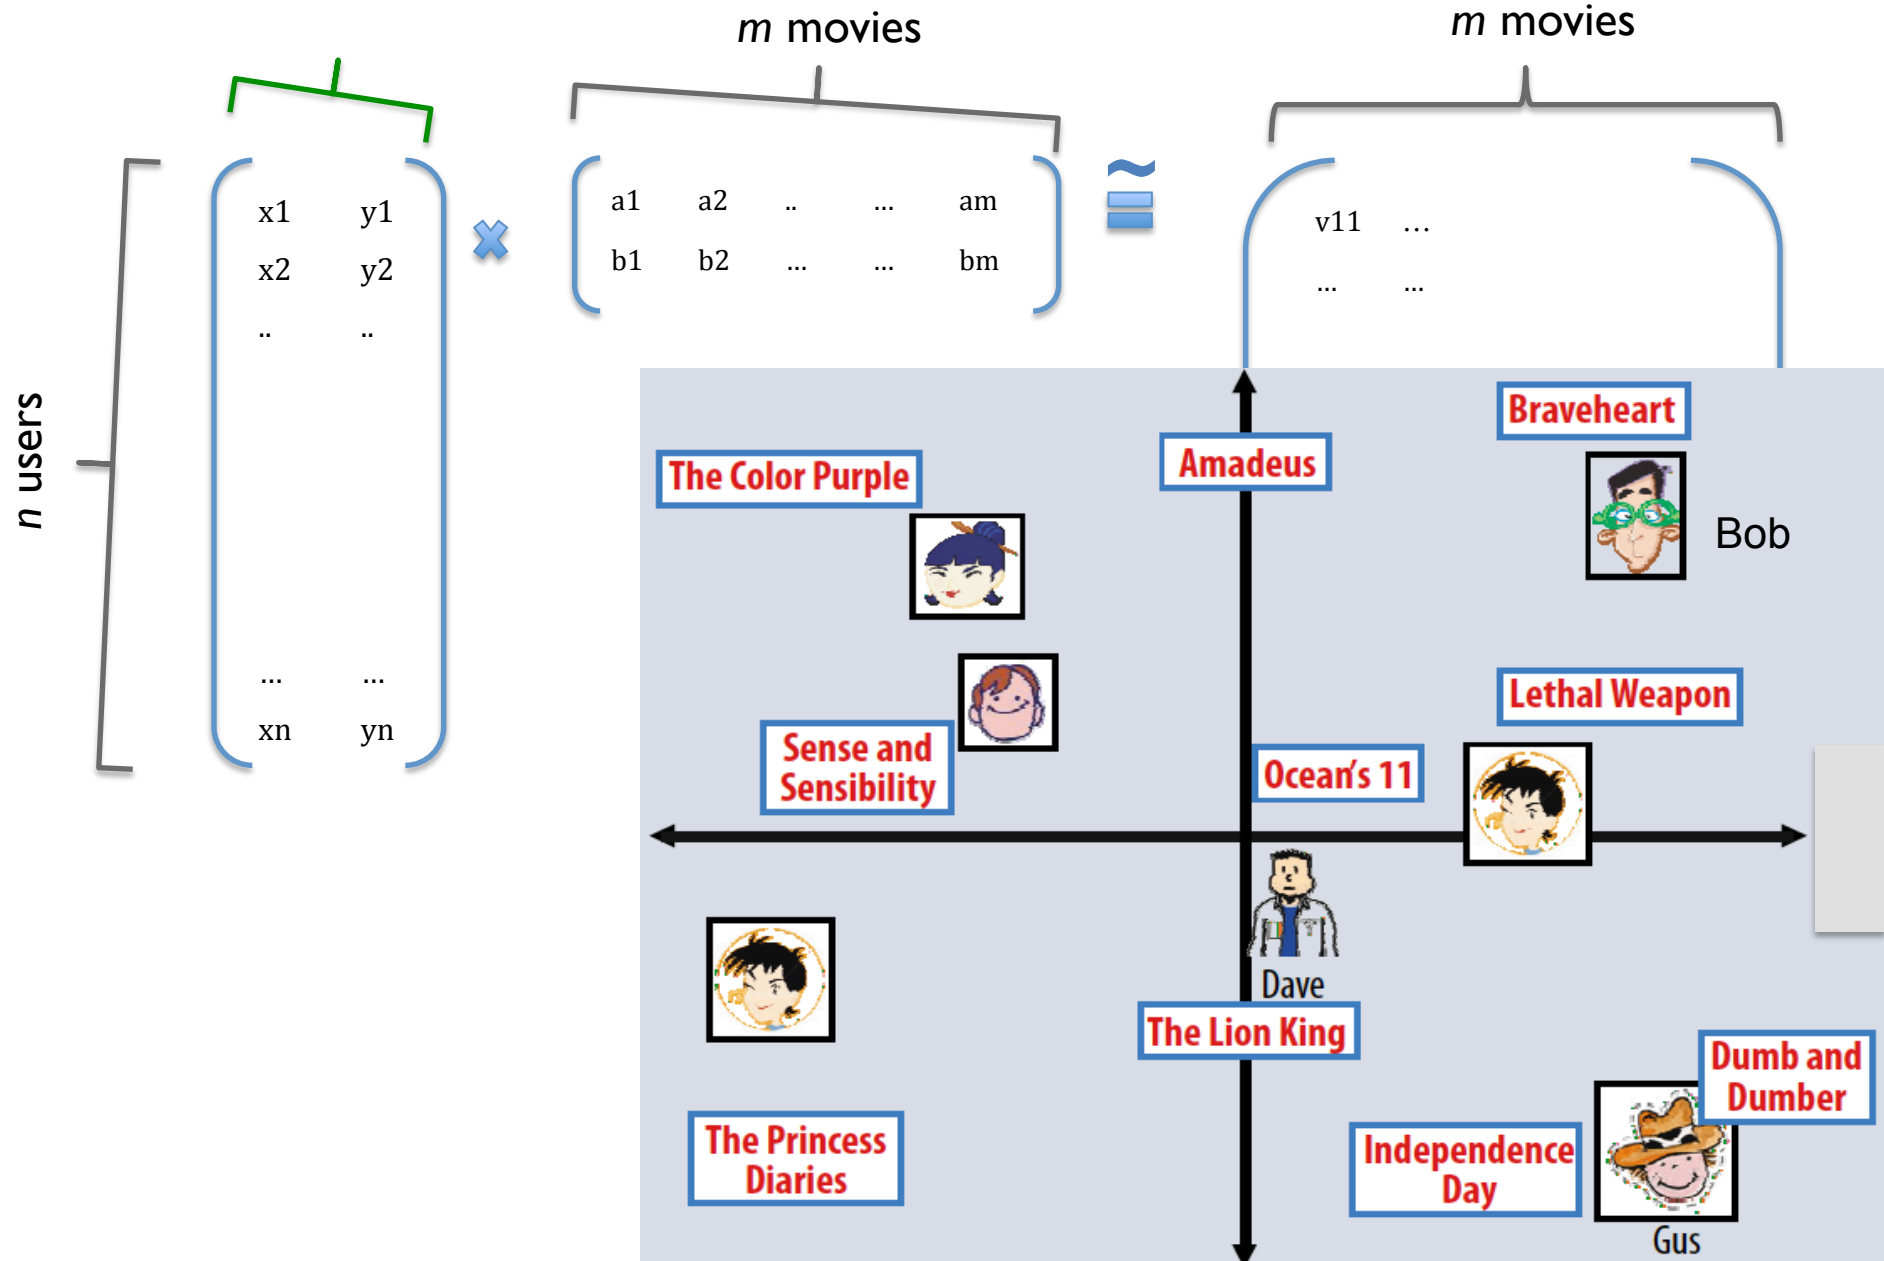 m movies
m movies
n users
x1 y1
x2 y2
.. ..
... ...
xn yn
a1 a2 .. ... am
b1 b2 ... ... bm
≈
v11 ...
... ...
Braveheart
Amadeus
The Color Purple
Bob
Lethal Weapon
Sense and
Sensibility
Ocean's 11
Dave
The Lion King
Dumb and
Dumber
The Princess
Diaries
Independence
Day
Gus